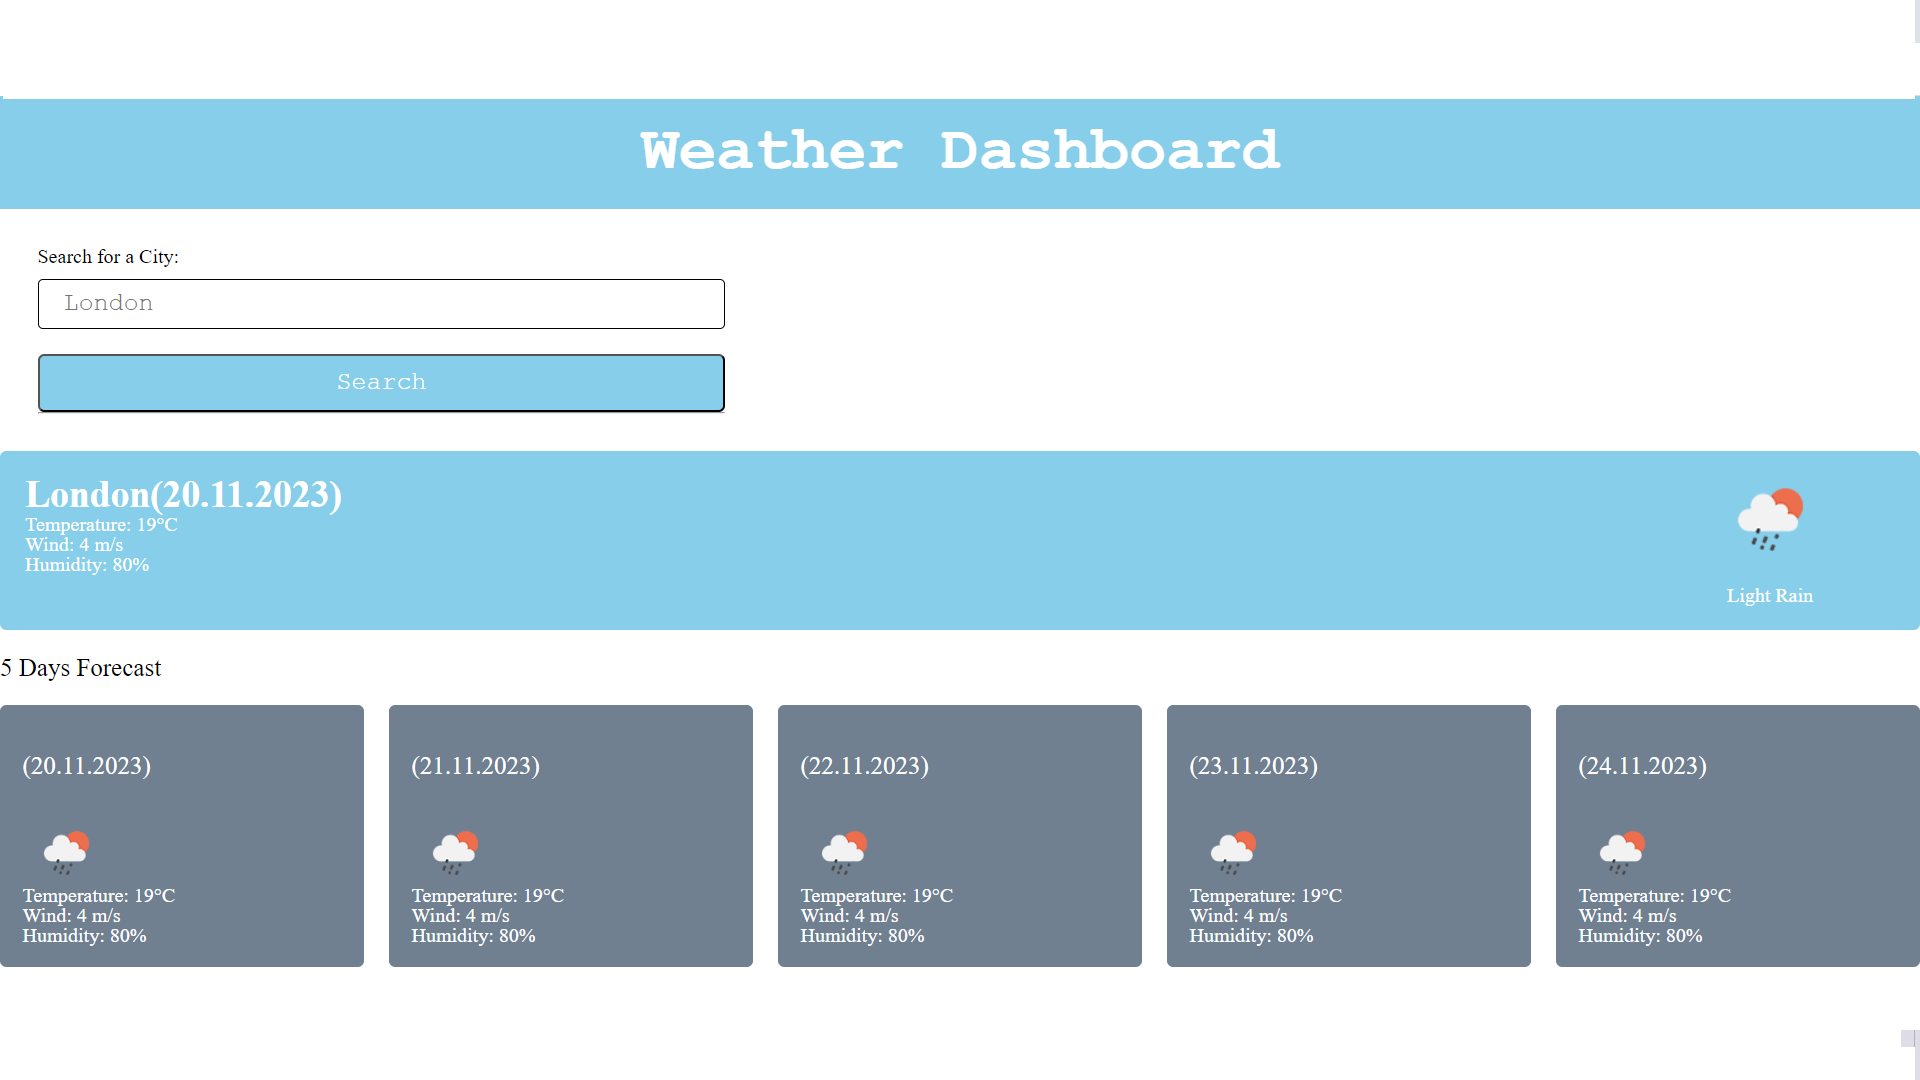 Weather Dashboard
Search for a City:
London
Search
London(20.11.2023)
Temperature: 19°C
Wind: 4 m/s
Humidity: 80%
Light Rain
5 Days Forecast
(20.11.2023)
Temperature: 19°C
Wind: 4 m/s
Humidity: 80%
(21.11.2023)
Temperature: 19°C
Wind: 4 m/s
Humidity: 80%
(22.11.2023)
Temperature: 19°C
Wind: 4 m/s
Humidity: 80%
(23.11.2023)
Temperature: 19°C
Wind: 4 m/s
Humidity: 80%
(24.11.2023)
Temperature: 19°C
Wind: 4 m/s
Humidity: 80%